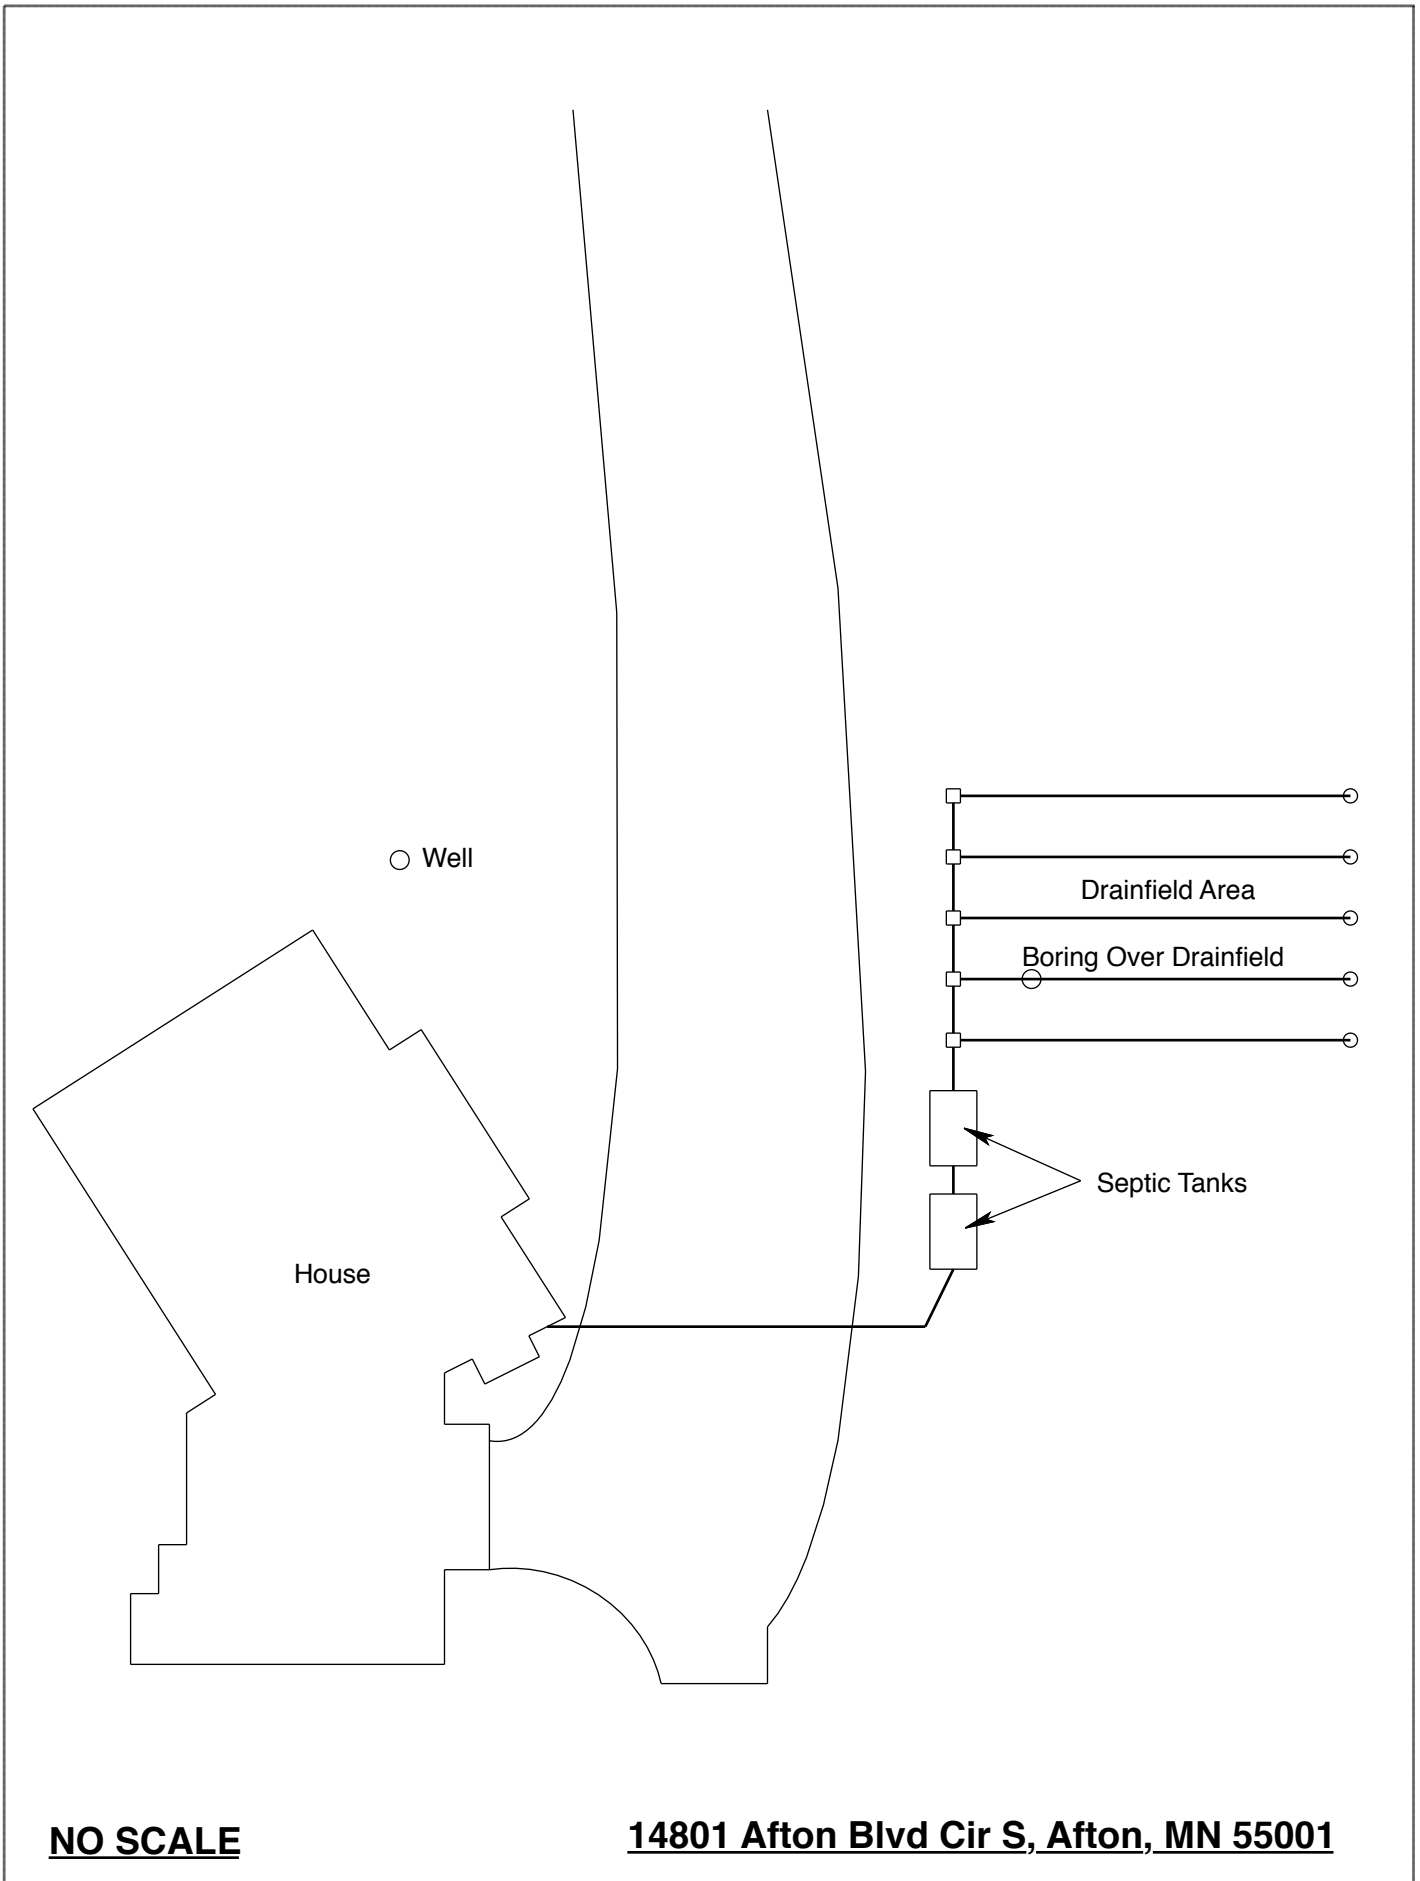 Well
Drainfield Area
Boring Over Drainfield
Septic Tanks
House
NO SCALE
14801 Afton Blvd Cir S, Afton, MN 55001